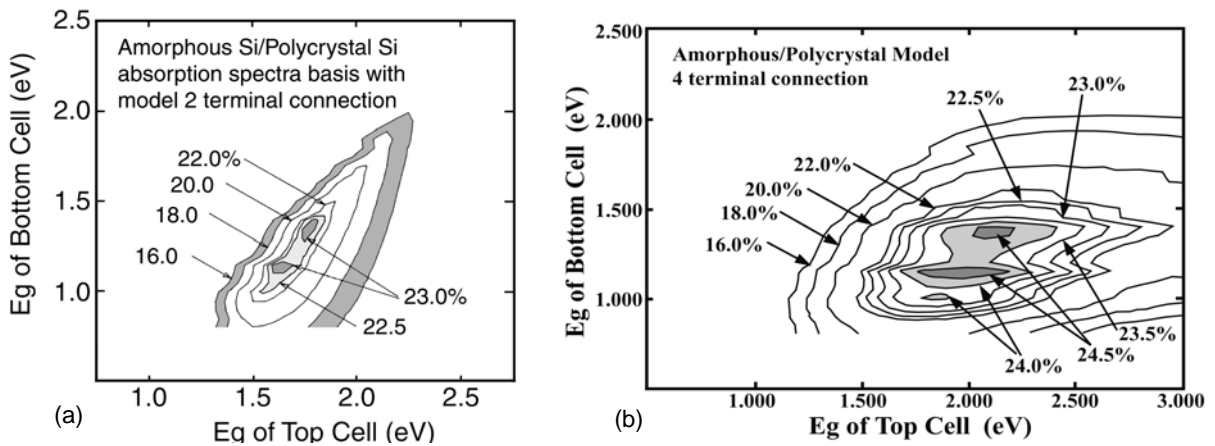 2.5
Amorphous Si/Polycrystal Si
absorption spectra basis with
model 2 terminal connection
2.0
22.0%
1.5
20.0
18.0
16.0
1.0
23.0%
22.5
Eg of Bottom Cell (eV)
1.0
1.5
2.0
2.5
(a)
Eg of Top Cell (eV)
2.500
Amorphous/Polycrystal Model
4 terminal connection
22.5%
23.0%
2.000
22.0%
20.0%
18.0%
1.500
16.0%
1.000
23.5%
24.5%
24.0%
Eg of Bottom Cell (eV)
1.000
1.500
2.000
2.500
3.000
(b)
Eg of Top Cell (eV)